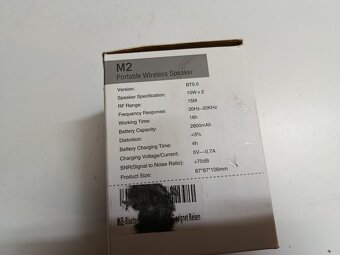 M2
Portable Wireless Speaker
Version: BT5.0
Speaker Specification: 10W×2
RF Range: 15M
Frequency Response: 20Hz-20KHz
Working Time: 16h
Battery Capacity: 2800mAh
Distortion: <3%
Battery Charging Time: 4h
Charging Voltage/Current: 5V⎓0.7A
SNR(Signal to Noise Ratio): >75dB
Product Size: 87*87*106mm
Reisen